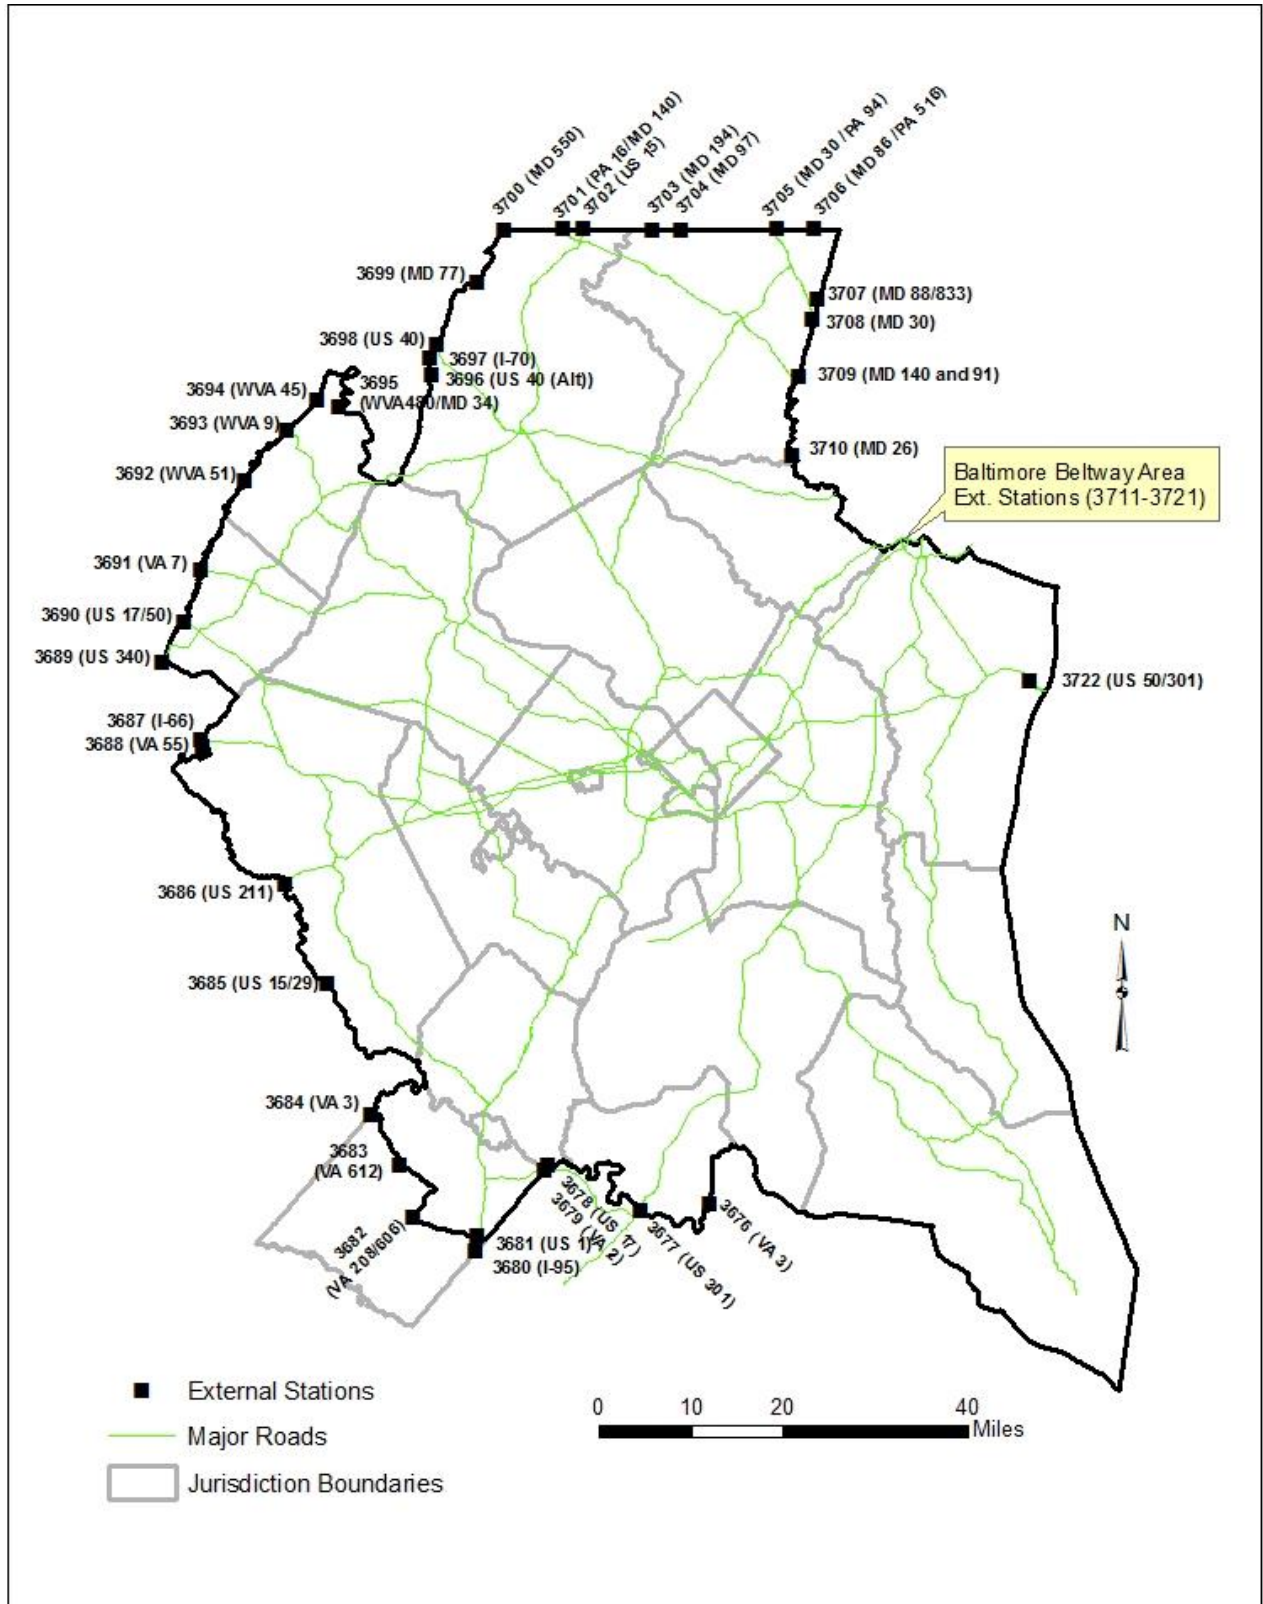 3700 (MD 550)
3701 (PA 16/MD 140)
3702 (US 15)
3703 (MD 194)
3704 (MD 97)
3705 (MD 30 /PA 94)
3706 (MD 86 /PA 516)
3699 (MD 77)
3707 (MD 88/833)
3708 (MD 30)
3698 (US 40)
3697 (I-70)
3696 (US 40 (Alt))
3709 (MD 140 and 91)
3694 (WVA 45)
3695
(WVA480/MD 34)
3693 (WVA 9)
3710 (MD 26)
3692 (WVA 51)
Baltimore Beltway Area
Ext. Stations (3711-3721)
3691 (VA 7)
3690 (US 17/50)
3689 (US 340)
3722 (US 50/301)
3687 (I-66)
3688 (VA 55)
3686 (US 211)
N
3685 (US 15/29)
3684 (VA 3)
3683
(VA 612)
3682
(VA 208/606)
3681 (US 1)
3680 (I-95)
3678 (US 17)
3679 (VA 2)
3677 (US 301)
3676 (VA 3)
External Stations
Major Roads
Jurisdiction Boundaries
0 10 20 40
Miles